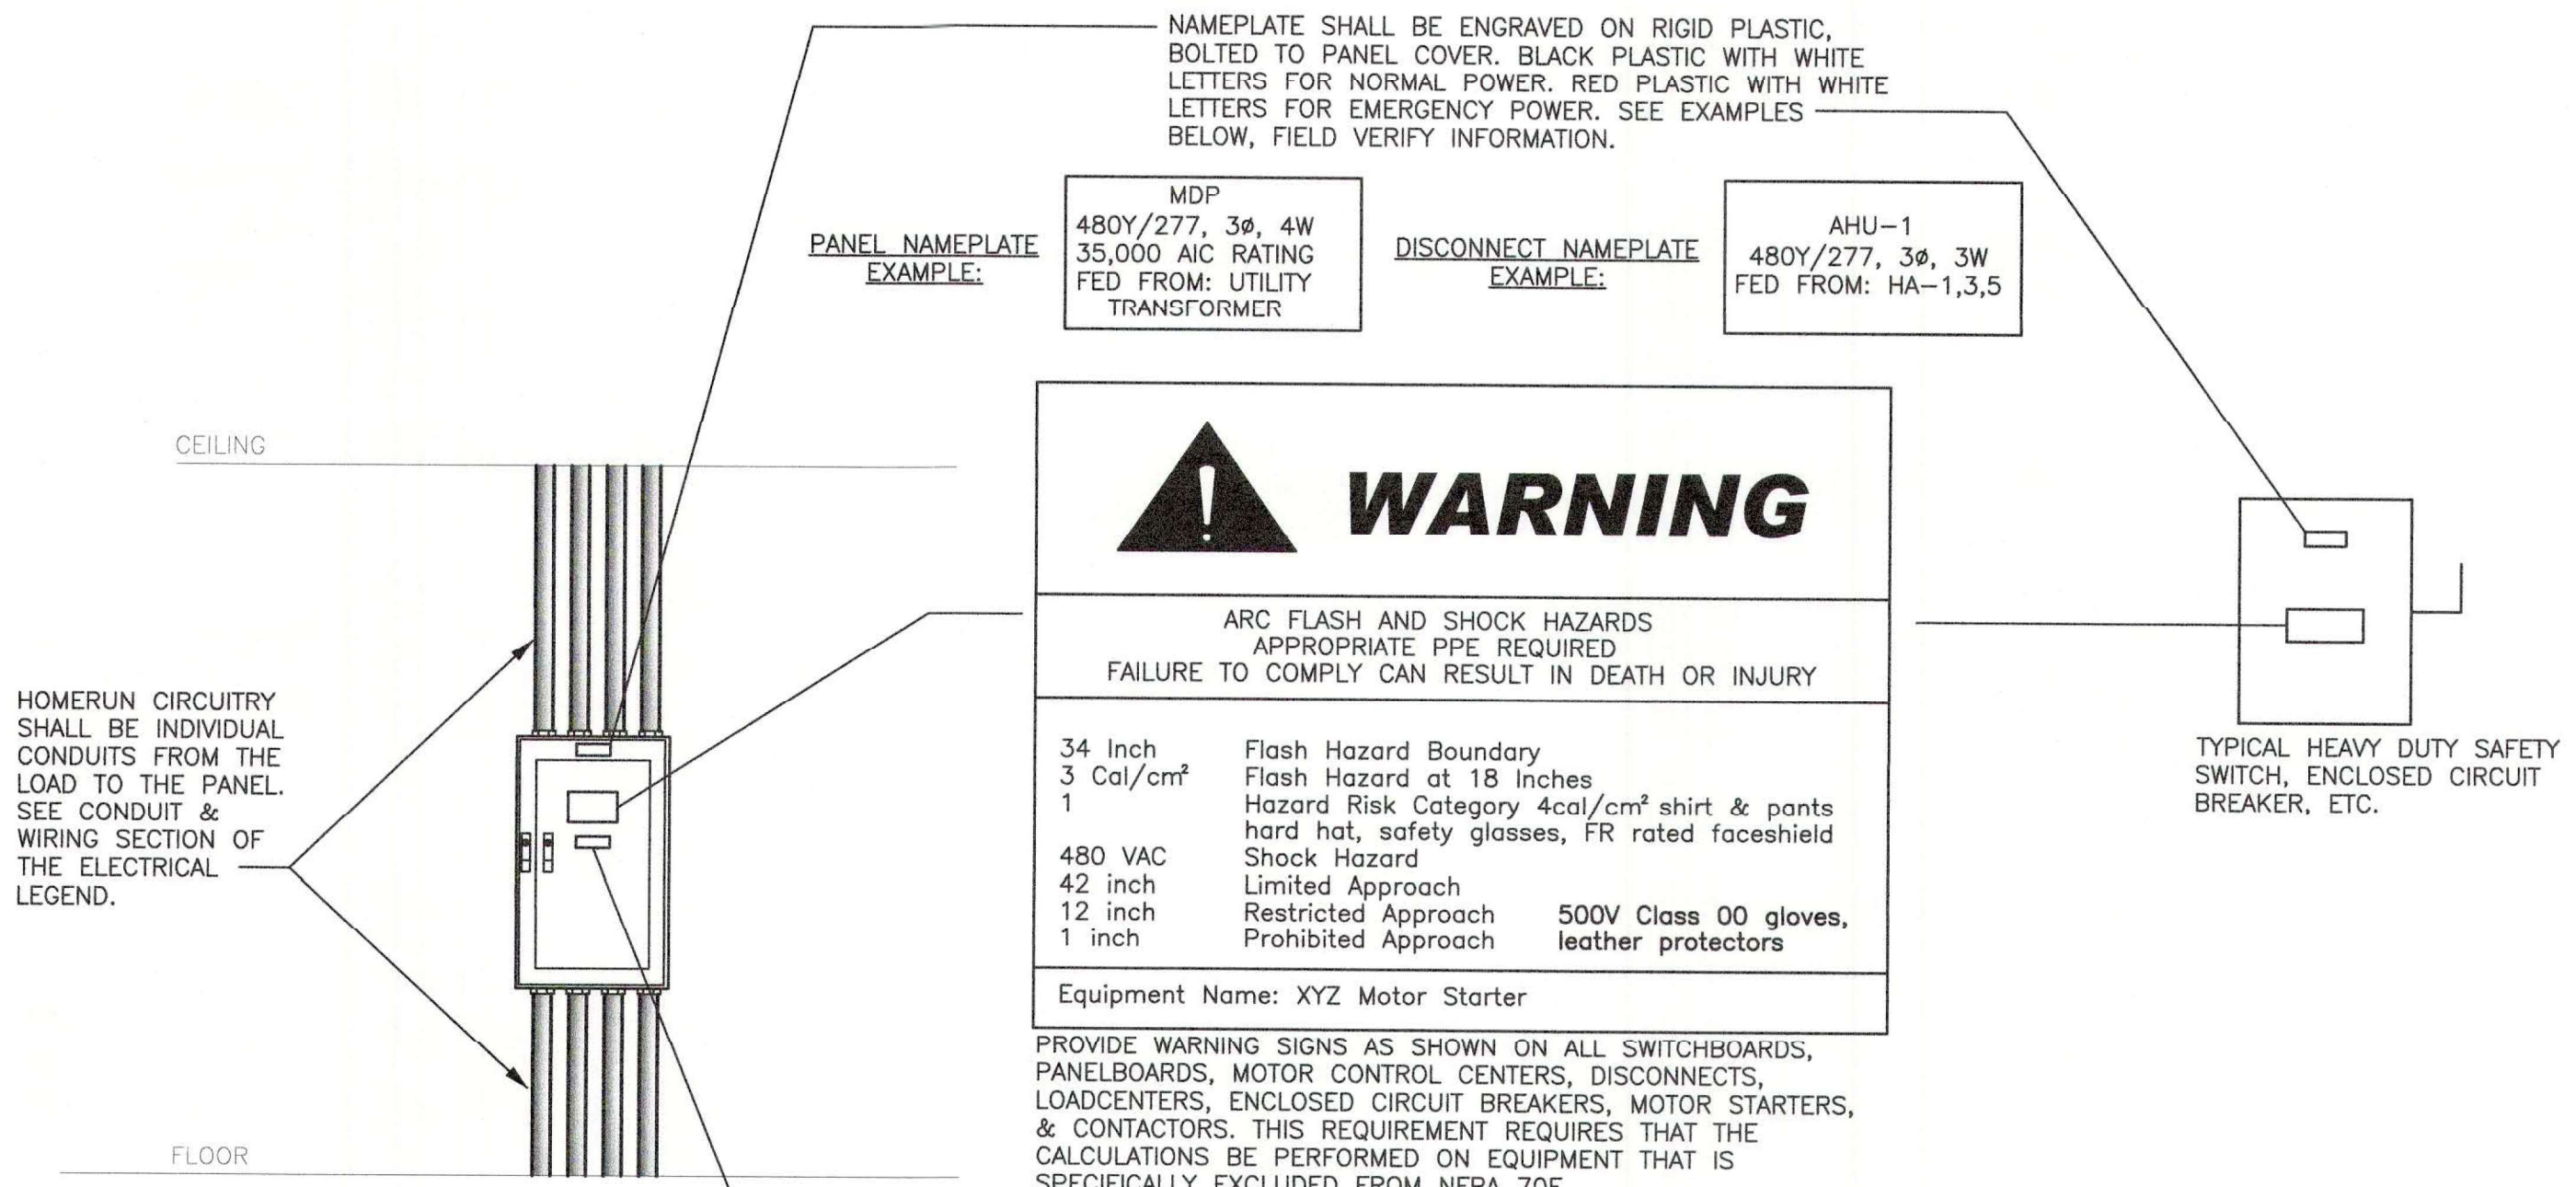 NAMEPLATE SHALL BE ENGRAVED ON RIGID PLASTIC,
BOLTED TO PANEL COVER. BLACK PLASTIC WITH WHITE
LETTERS FOR NORMAL POWER. RED PLASTIC WITH WHITE
LETTERS FOR EMERGENCY POWER. SEE EXAMPLES
BELOW, FIELD VERIFY INFORMATION.
PANEL NAMEPLATE
EXAMPLE:
MDP
480Y/277, 3ø, 4W
35,000 AIC RATING
FED FROM: UTILITY
TRANSFORMER
DISCONNECT NAMEPLATE
EXAMPLE:
AHU-1
480Y/277, 3ø, 3W
FED FROM: HA-1,3,5
CEILING
HOMERUN CIRCUITRY
SHALL BE INDIVIDUAL
CONDUITS FROM THE
LOAD TO THE PANEL.
SEE CONDUIT &
WIRING SECTION OF
THE ELECTRICAL
LEGEND.
FLOOR
! WARNING
ARC FLASH AND SHOCK HAZARDS
APPROPRIATE PPE REQUIRED
FAILURE TO COMPLY CAN RESULT IN DEATH OR INJURY
34 Inch Flash Hazard Boundary
3 Cal/cm² Flash Hazard at 18 Inches
1 Hazard Risk Category 4cal/cm² shirt & pants
hard hat, safety glasses, FR rated faceshield
480 VAC Shock Hazard
42 inch Limited Approach
12 inch Restricted Approach 500V Class 00 gloves,
1 inch Prohibited Approach leather protectors
Equipment Name: XYZ Motor Starter
PROVIDE WARNING SIGNS AS SHOWN ON ALL SWITCHBOARDS,
PANELBOARDS, MOTOR CONTROL CENTERS, DISCONNECTS,
LOADCENTERS, ENCLOSED CIRCUIT BREAKERS, MOTOR STARTERS,
& CONTACTORS. THIS REQUIREMENT REQUIRES THAT THE
CALCULATIONS BE PERFORMED ON EQUIPMENT THAT IS
SPECIFICALLY EXCLUDED FROM NFPA 70E
TYPICAL HEAVY DUTY SAFETY
SWITCH, ENCLOSED CIRCUIT
BREAKER, ETC.